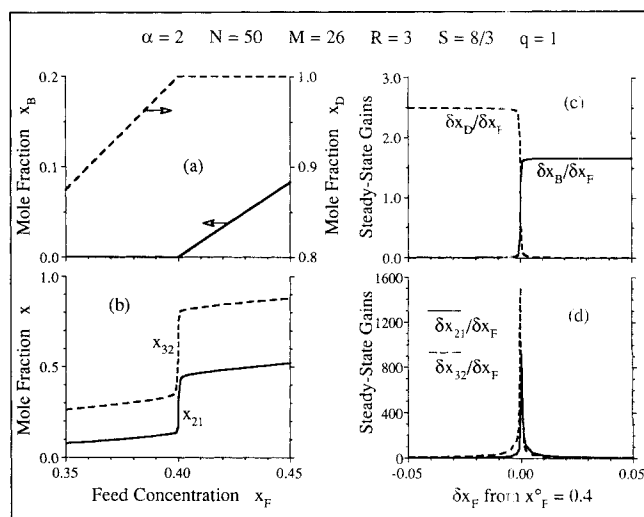 α = 2 N = 50 M = 26 R = 3 S = 8/3 q = 1
Mole Fraction x_B
0.2
0.1
0.0
(a)
1.0
0.9
0.8
Mole Fraction x_D
Steady-State Gains
3.0
2.0
1.0
0.0
(c)
δx_D/δx_F
δx_B/δx_F
Mole Fraction x
1.0
0.5
0.0
(b)
x_32
x_21
0.35
0.40
0.45
Feed Concentration x_F
Steady-State Gains
1600
1200
800
400
0
(d)
δx_21/δx_F
δx_32/δx_F
-0.05
0.00
0.05
δx_F from x°_F = 0.4